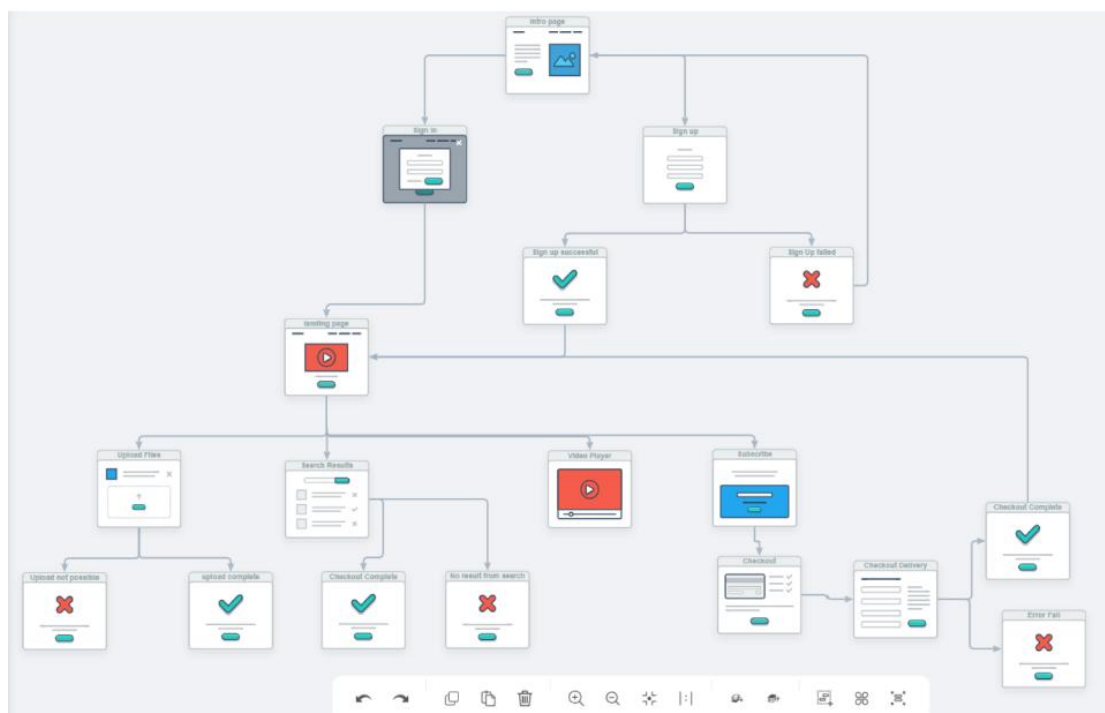 Intro page
Sign in
Sign up
Sign up successful
Sign Up failed
landing page
Upload Files
Search Results
Video Player
Subscribe
Upload not possible
upload complete
Checkout Complete
No result from search
Checkout
Checkout Delivery
Checkout Complete
Error Fail